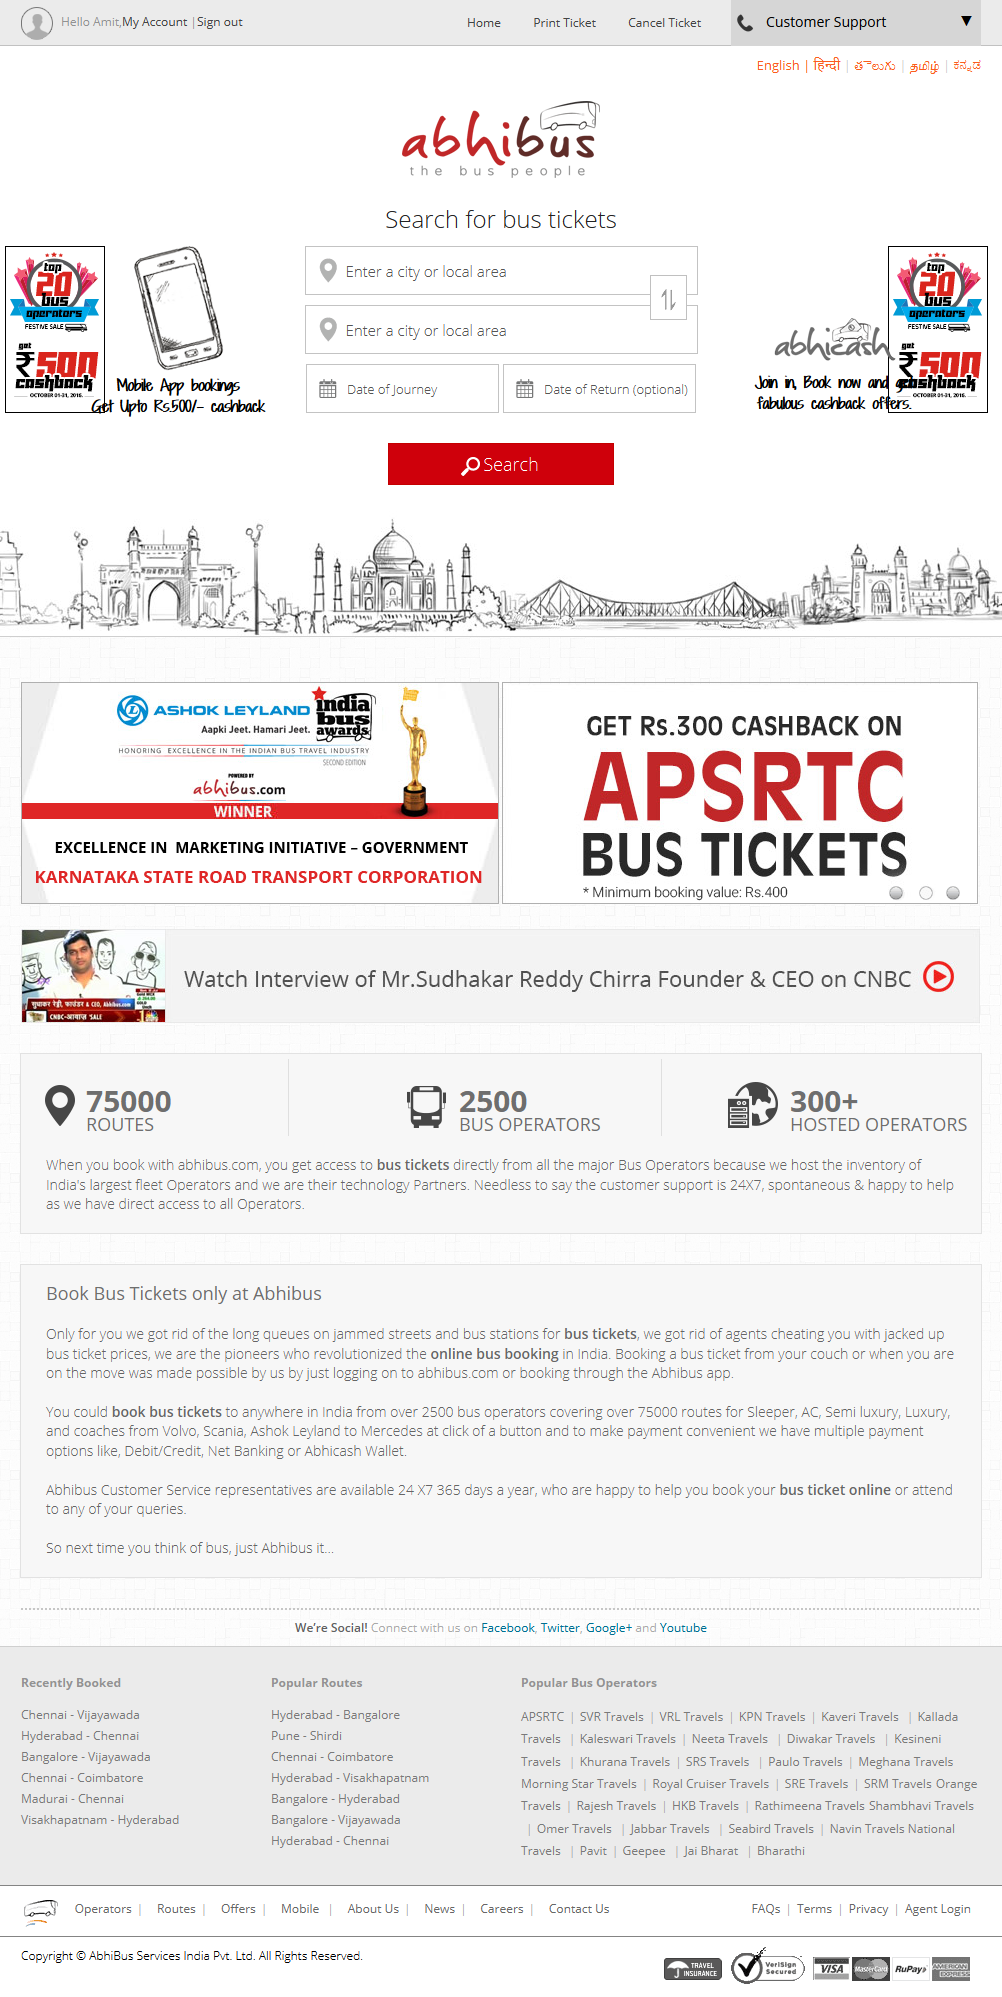 Hello Amit,My Account |Sign out
Home
Print Ticket
Cancel Ticket
Customer Support
English | हिन्दी | తెలుగు | தமிழ் | ಕನ್ನಡ
abhibus
the bus people
Search for bus tickets
top
20
bus
operators
FESTIVE SALE
get
₹500
cashback
OCTOBER 01-31, 2016.
Mobile App bookings
Get Upto Rs.500/- cashback
Enter a city or local area
Enter a city or local area
Date of Journey
Date of Return (optional)
Search
abhicash
Join in, Book now and get
fabulous cashback offers.
top
20
bus
operators
FESTIVE SALE
get
₹500
cashback
OCTOBER 01-31, 2016.
ASHOK LEYLAND
Aapki Jeet. Hamari Jeet.
india
bus
awards
HONORING EXCELLENCE IN THE INDIAN BUS TRAVEL INDUSTRY
SECOND EDITION
POWERED BY
abhibus.com
WINNER
EXCELLENCE IN MARKETING INITIATIVE – GOVERNMENT
KARNATAKA STATE ROAD TRANSPORT CORPORATION
GET Rs.300 CASHBACK ON
APSRTC
BUS TICKETS
* Minimum booking value: Rs.400
सुधाकर रेड्डी, फाउंडर & CEO, Abhibus.com
CNBC-आवाज़ 'SALE
Watch Interview of Mr.Sudhakar Reddy Chirra Founder & CEO on CNBC
75000
ROUTES
2500
BUS OPERATORS
300+
HOSTED OPERATORS
When you book with abhibus.com, you get access to bus tickets directly from all the major Bus Operators because we host the inventory of
India's largest fleet Operators and we are their technology Partners. Needless to say the customer support is 24X7, spontaneous & happy to help
as we have direct access to all Operators.
Book Bus Tickets only at Abhibus
Only for you we got rid of the long queues on jammed streets and bus stations for bus tickets, we got rid of agents cheating you with jacked up
bus ticket prices, we are the pioneers who revolutionized the online bus booking in India. Booking a bus ticket from your couch or when you are
on the move was made possible by us by just logging on to abhibus.com or booking through the Abhibus app.
You could book bus tickets to anywhere in India from over 2500 bus operators covering over 75000 routes for Sleeper, AC, Semi luxury, Luxury,
and coaches from Volvo, Scania, Ashok Leyland to Mercedes at click of a button and to make payment convenient we have multiple payment
options like, Debit/Credit, Net Banking or Abhicash Wallet.
Abhibus Customer Service representatives are available 24 X7 365 days a year, who are happy to help you book your bus ticket online or attend
to any of your queries.
So next time you think of bus, just Abhibus it...
We're Social! Connect with us on Facebook, Twitter, Google+ and Youtube
Recently Booked
Chennai - Vijayawada
Hyderabad - Chennai
Bangalore - Vijayawada
Chennai - Coimbatore
Madurai - Chennai
Visakhapatnam - Hyderabad
Popular Routes
Hyderabad - Bangalore
Pune - Shirdi
Chennai - Coimbatore
Hyderabad - Visakhapatnam
Bangalore - Hyderabad
Bangalore - Vijayawada
Hyderabad - Chennai
Popular Bus Operators
APSRTC | SVR Travels | VRL Travels | KPN Travels | Kaveri Travels | Kallada
Travels | Kaleswari Travels | Neeta Travels | Diwakar Travels | Kesineni
Travels | Khurana Travels | SRS Travels | Paulo Travels | Meghana Travels
Morning Star Travels | Royal Cruiser Travels | SRE Travels | SRM Travels Orange
Travels | Rajesh Travels | HKB Travels | Rathimeena Travels Shambhavi Travels
| Omer Travels | Jabbar Travels | Seabird Travels | Navin Travels National
Travels | Pavit | Geepee | Jai Bharat | Bharathi
Operators | Routes | Offers | Mobile | About Us | News | Careers | Contact Us
FAQs | Terms | Privacy | Agent Login
Copyright © AbhiBus Services India Pvt. Ltd. All Rights Reserved.
TRAVEL
INSURANCE
VeriSign
Secured
VISA
MasterCard
RuPay
AMERICAN
EXPRESS